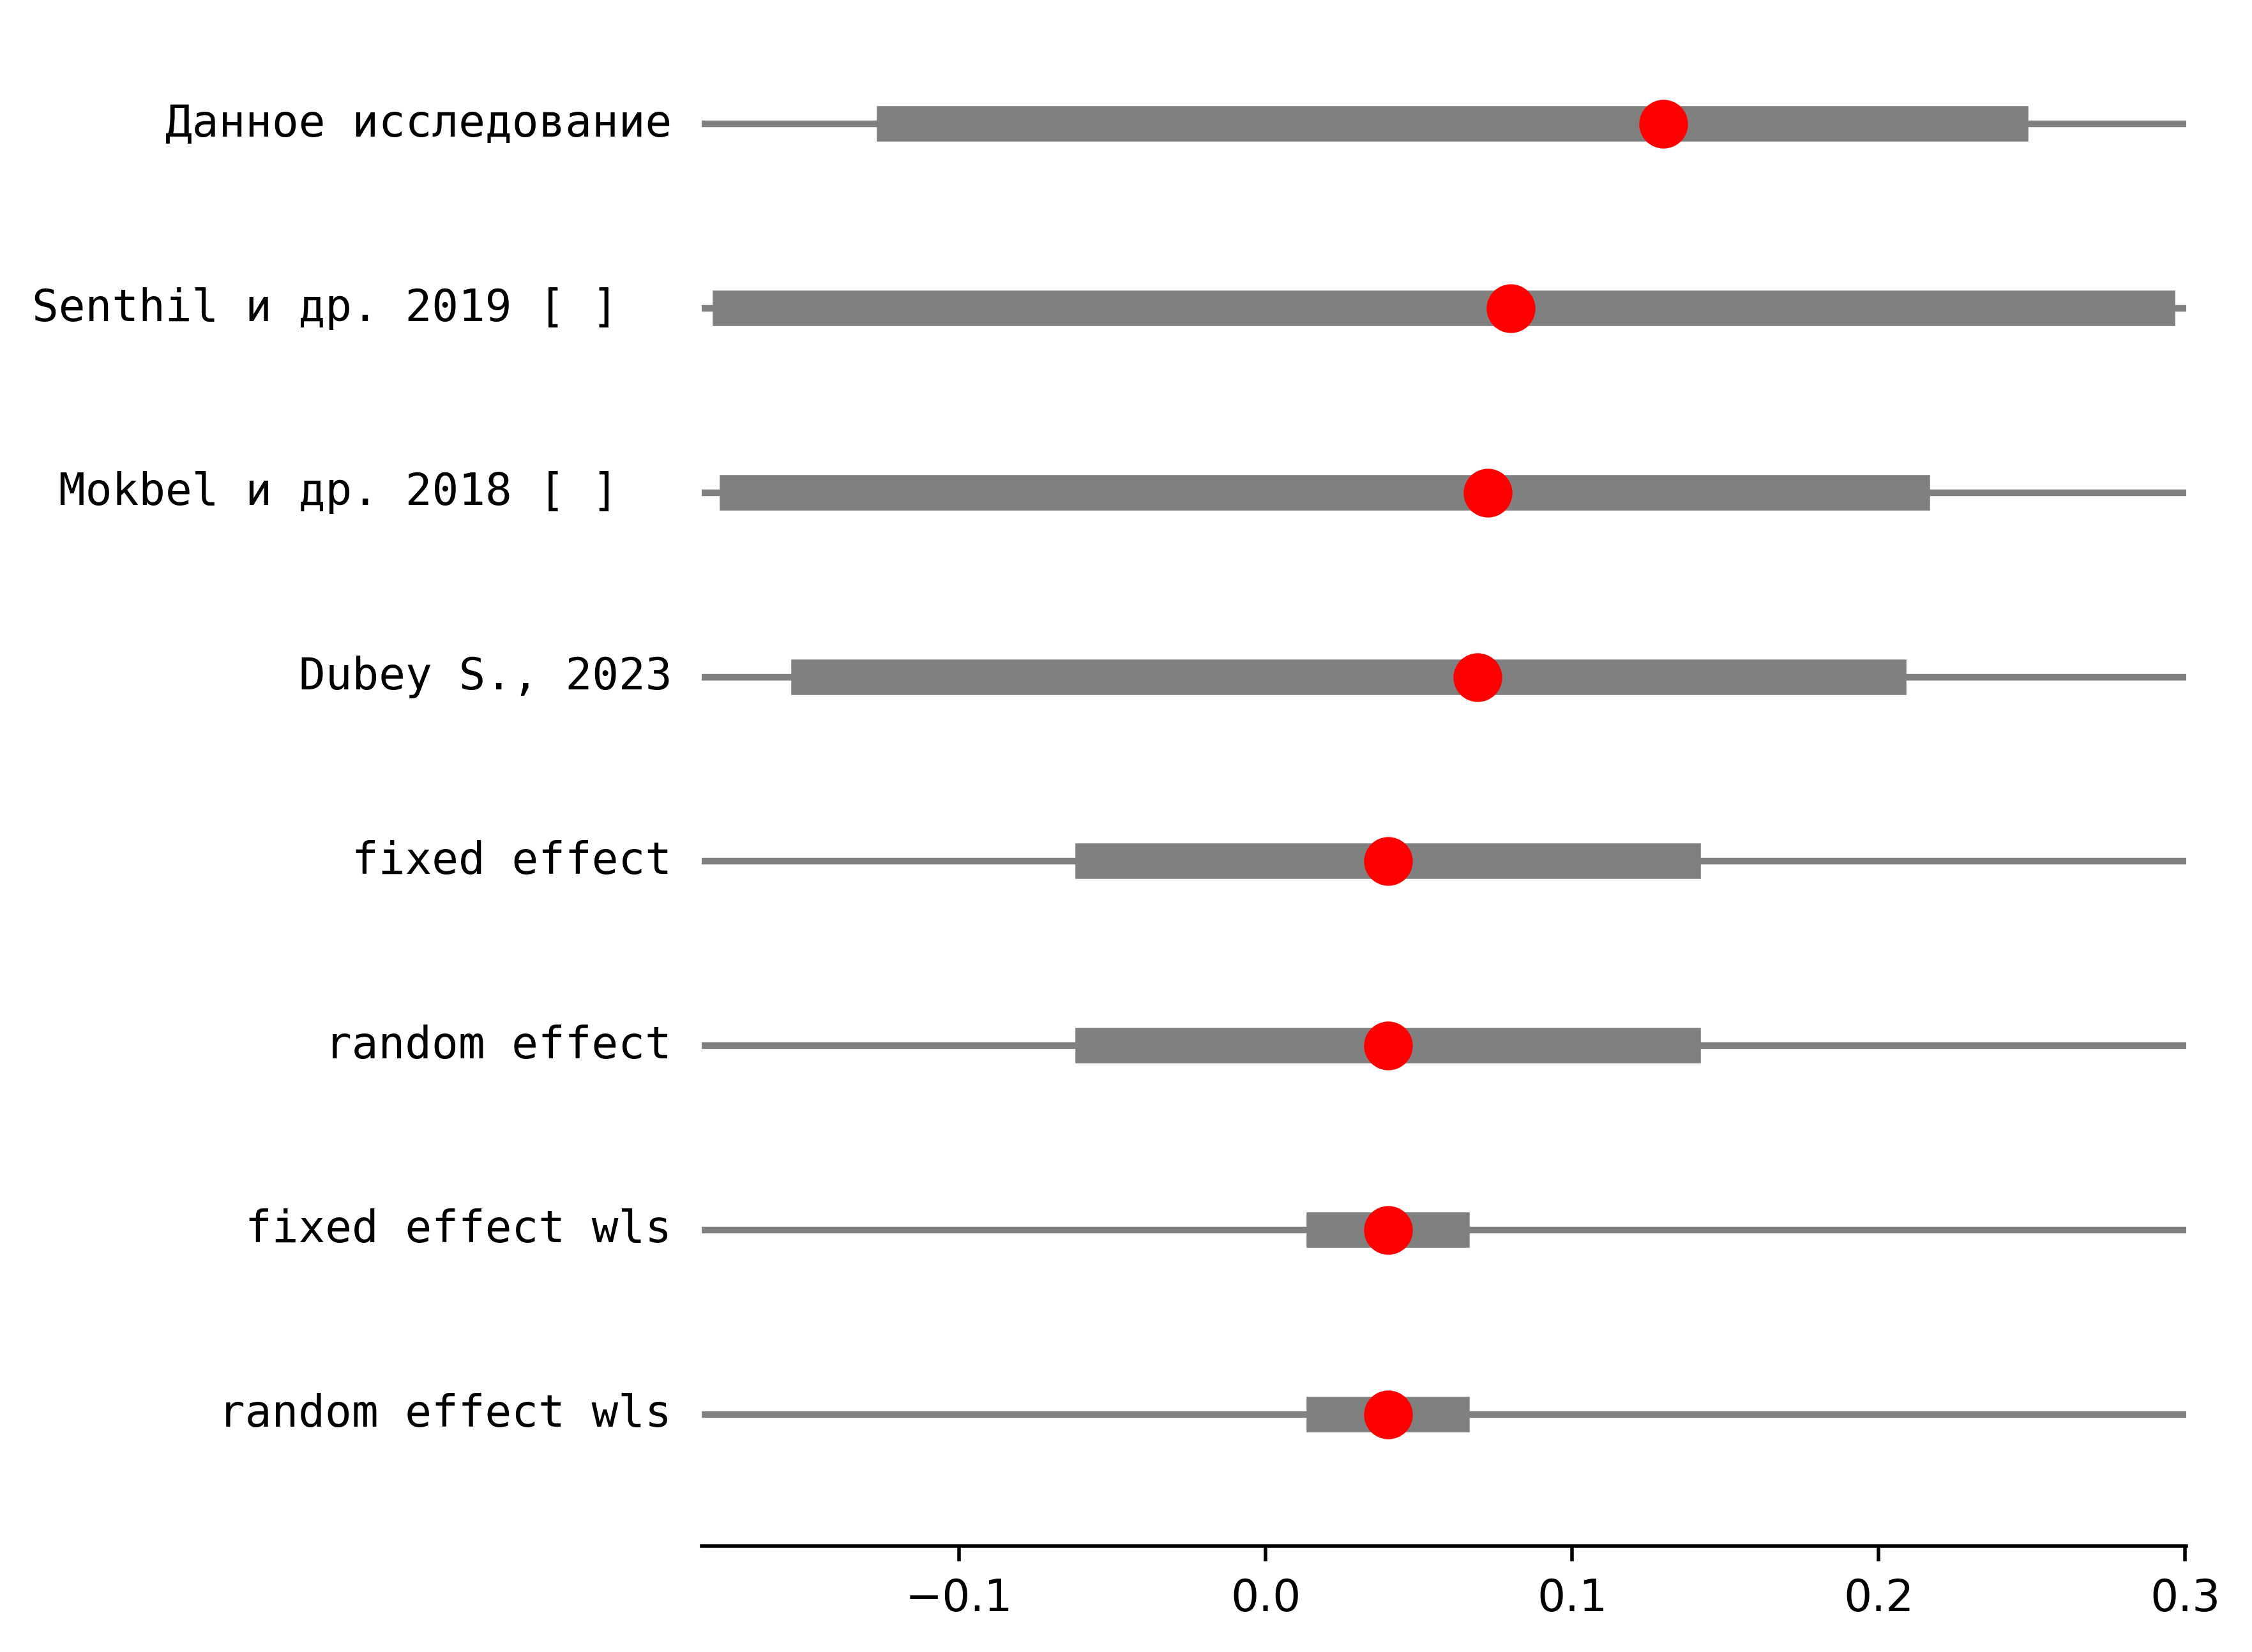 Данное исследование
Senthil и др. 2019 [ ]
Mokbel и др. 2018 [ ]
Dubey S., 2023
fixed effect
random effect
fixed effect wls
random effect wls
−0.1 0.0 0.1 0.2 0.3